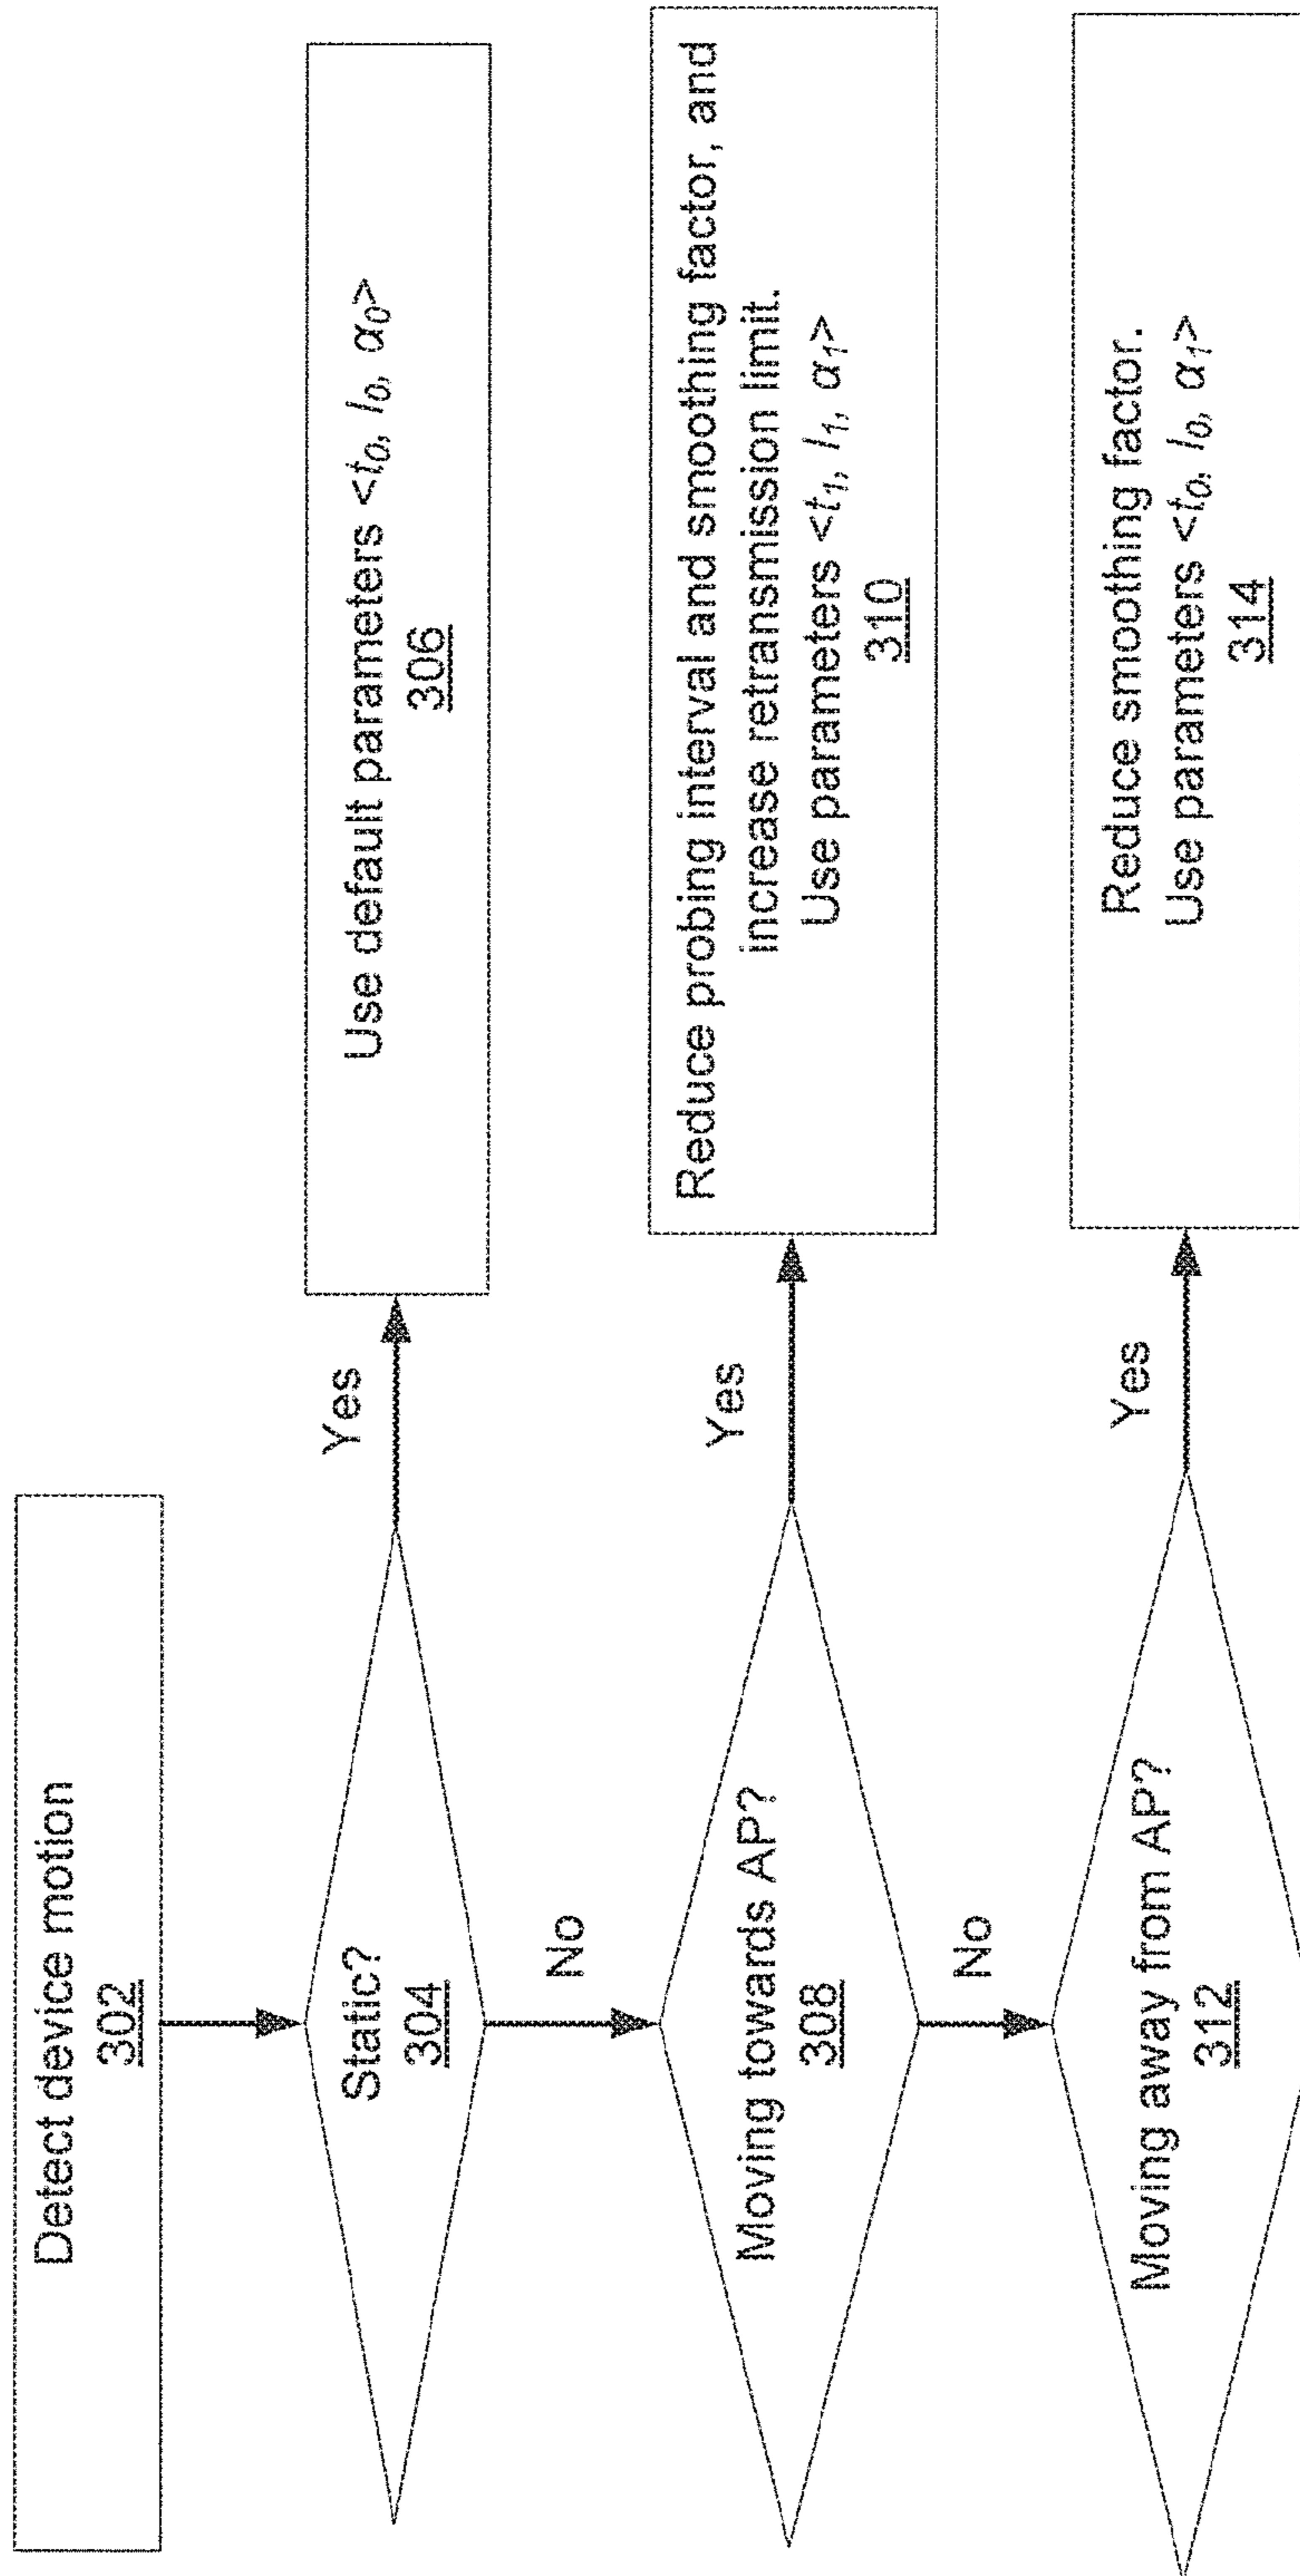 Detect device motion
302
Static?
304
Yes
Use default parameters <t₀, l₀, α₀>
306
No
Moving towards AP?
308
Yes
Reduce probing interval and smoothing factor, and
increase retransmission limit.
Use parameters <t₁, l₁, α₁>
310
No
Moving away from AP?
312
Yes
Reduce smoothing factor.
Use parameters <t₀, l₀, α₁>
314